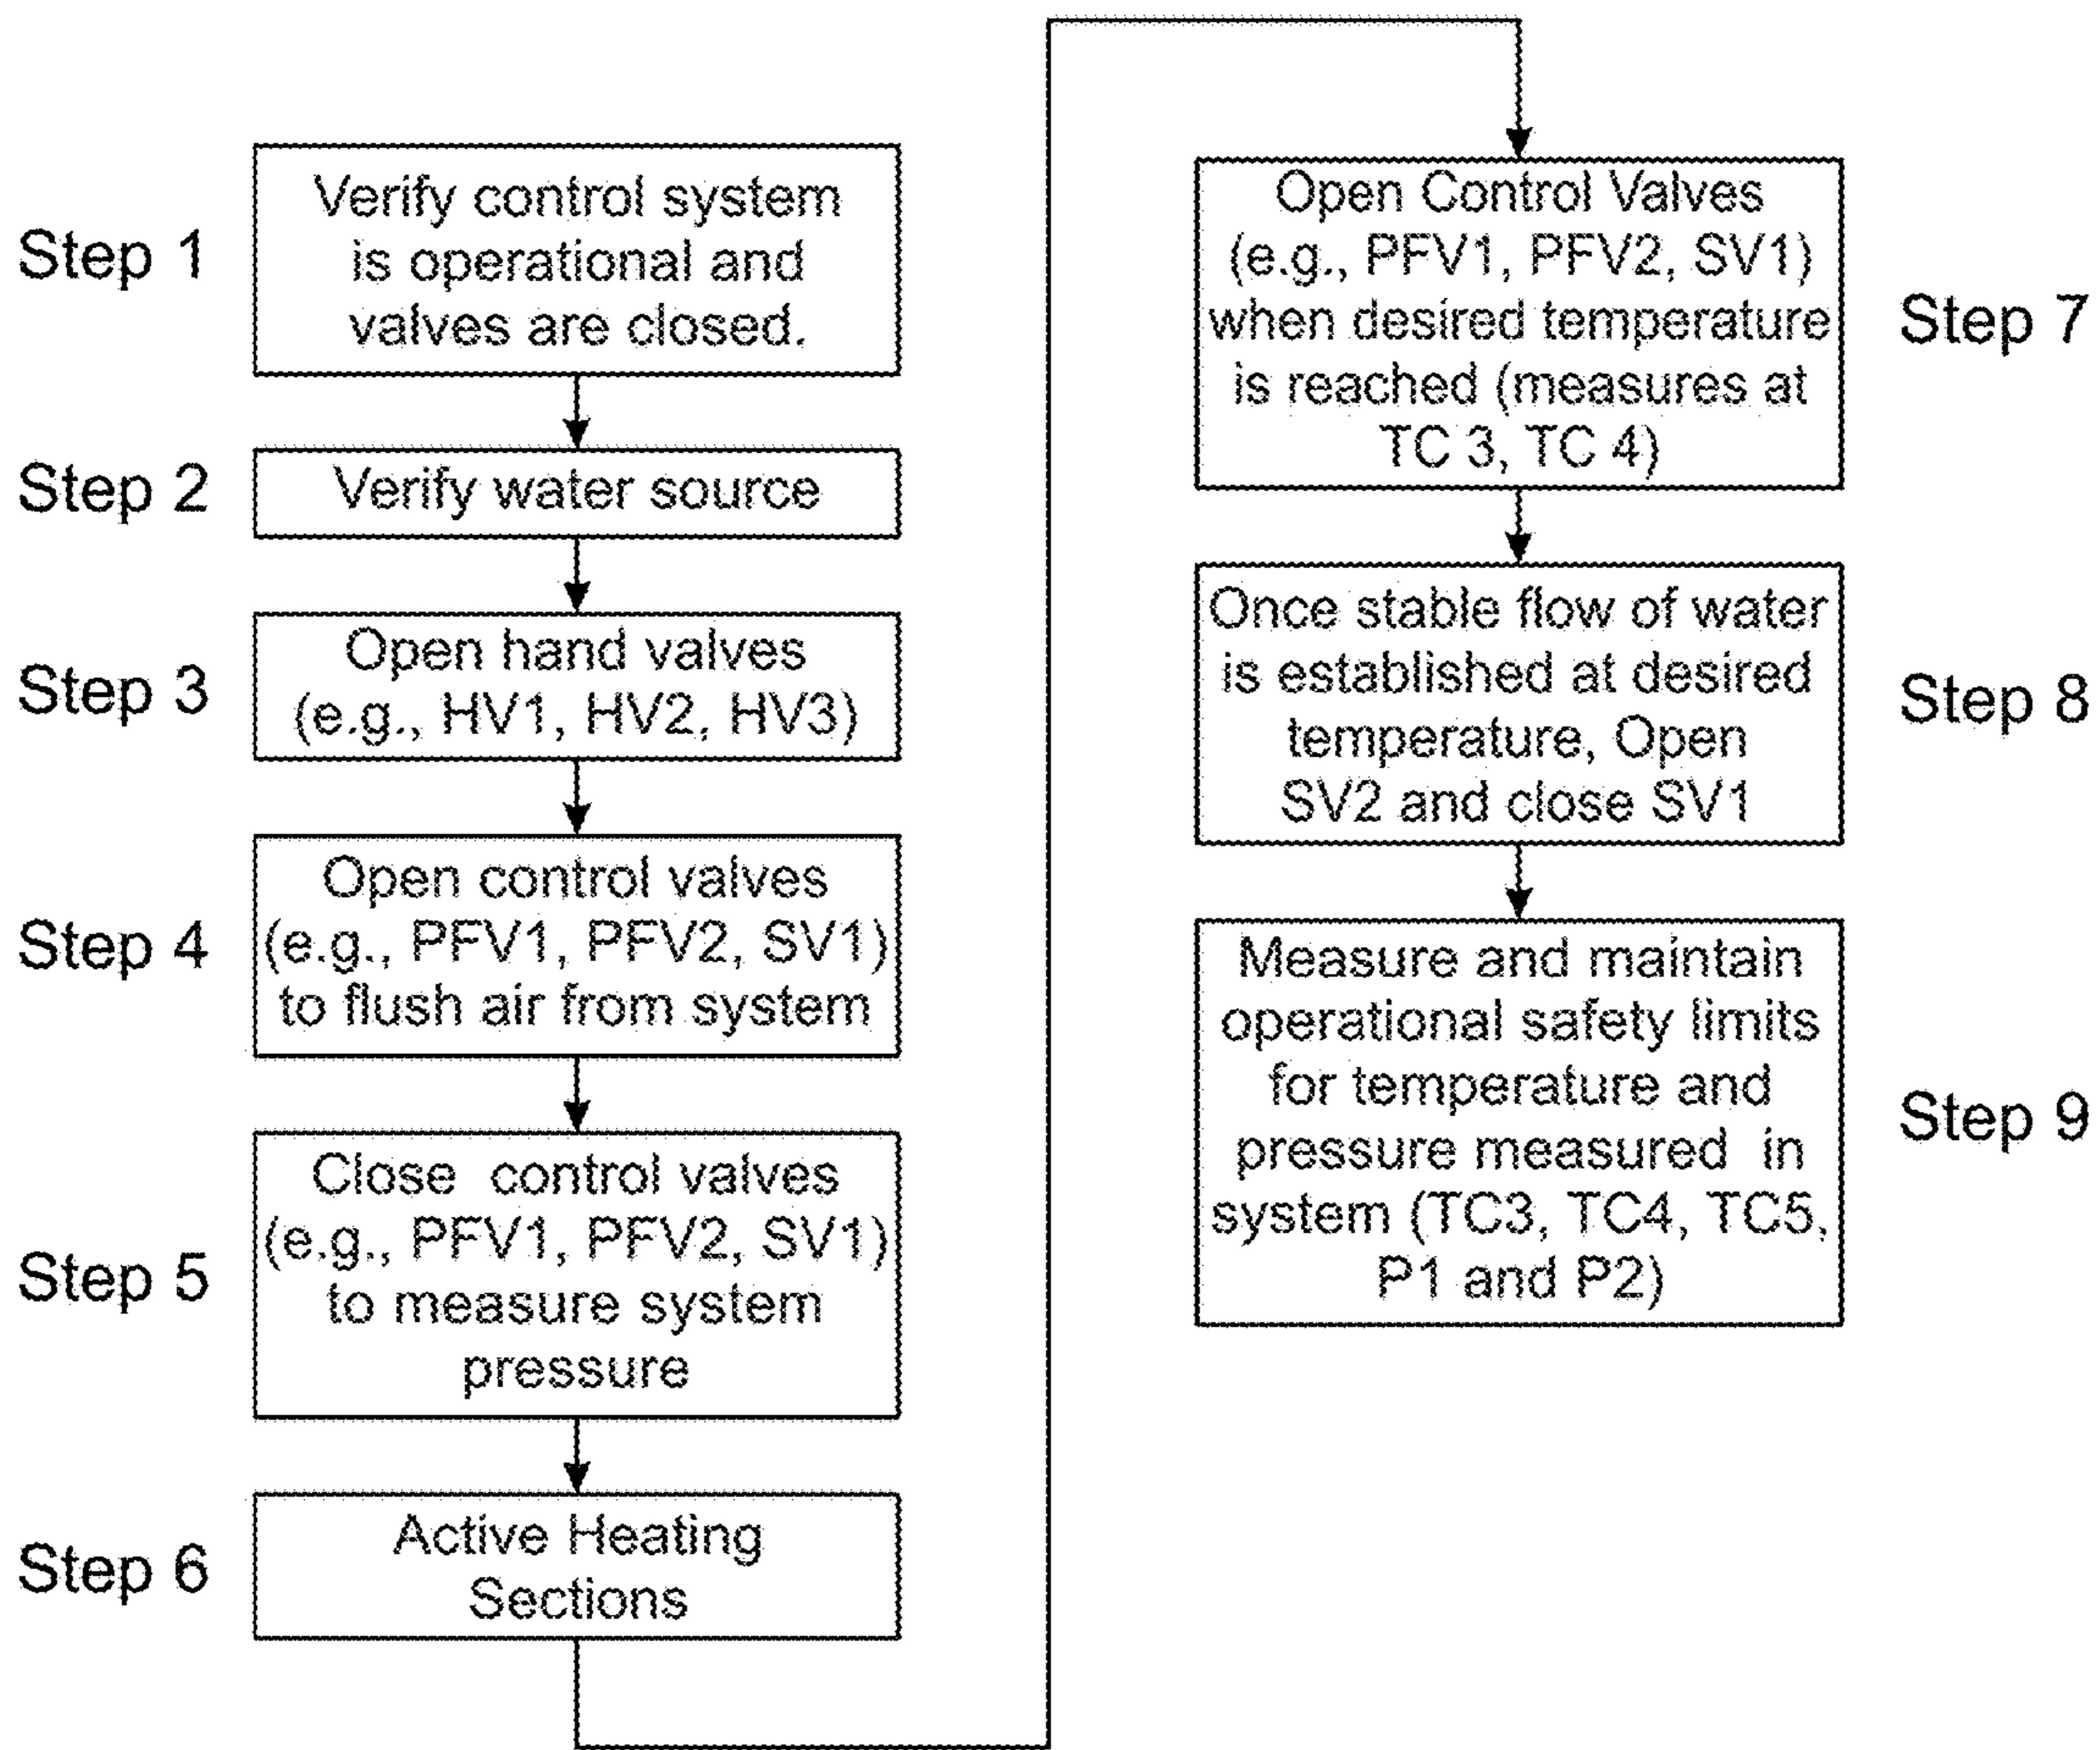 Step 1
Verify control system
is operational and
valves are closed.
Step 2
Verify water source
Step 3
Open hand valves
(e.g., HV1, HV2, HV3)
Step 4
Open control valves
(e.g., PFV1, PFV2, SV1)
to flush air from system
Step 5
Close control valves
(e.g., PFV1, PFV2, SV1)
to measure system
pressure
Step 6
Active Heating
Sections
Open Control Valves
(e.g., PFV1, PFV2, SV1)
when desired temperature
is reached (measures at
TC 3, TC 4)
Step 7
Once stable flow of water
is established at desired
temperature, Open
SV2 and close SV1
Step 8
Measure and maintain
operational safety limits
for temperature and
pressure measured in
system (TC3, TC4, TC5,
P1 and P2)
Step 9